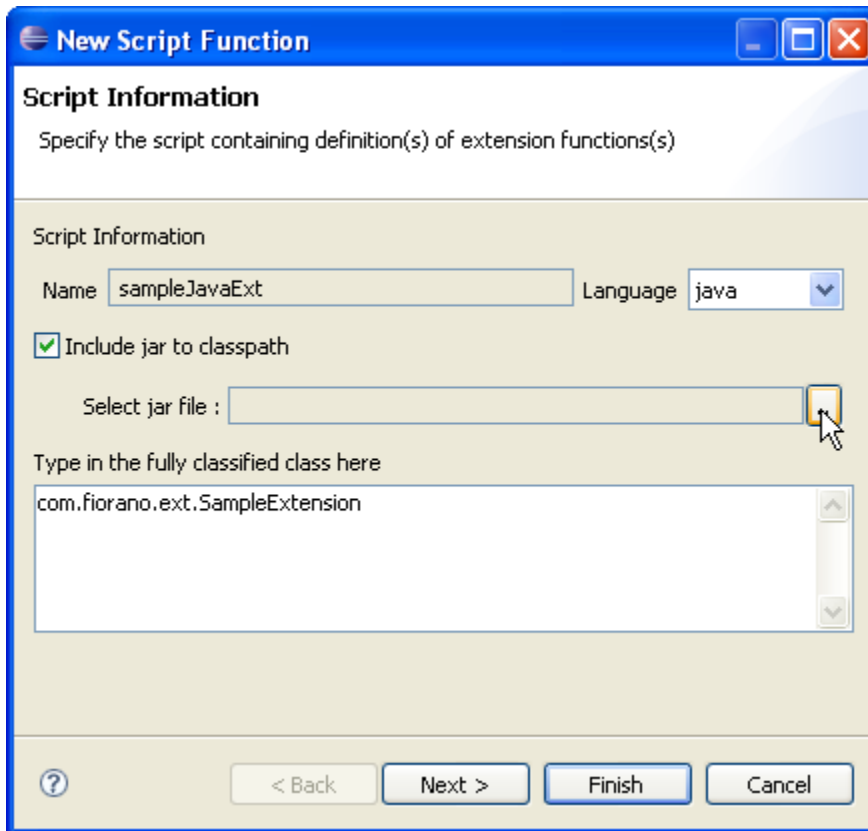 New Script Function
Script Information
Specify the script containing definition(s) of extension functions(s)
Script Information
Name sampleJavaExt Language java
Include jar to classpath
Select jar file :
Type in the fully classified class here
com.fiorano.ext.SampleExtension
< Back Next > Finish Cancel